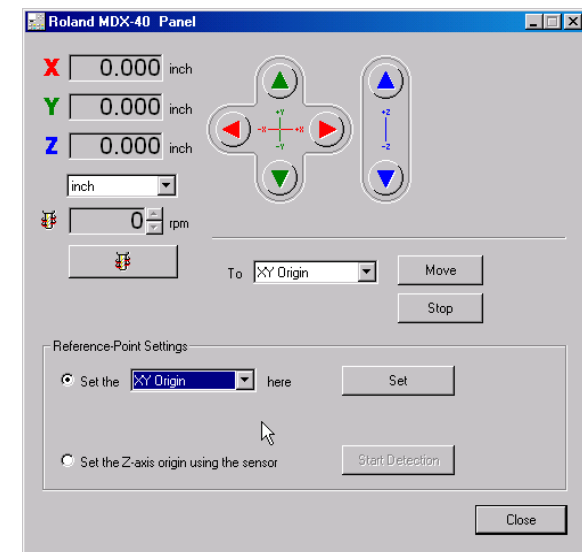 Roland MDX-40 Panel
X 0.000 inch
Y 0.000 inch
Z 0.000 inch
+Y
-X +X
-Y
+Z
-Z
inch
0 rpm
To XY Origin Move
Stop
Reference-Point Settings
Set the XY Origin here Set
Set the Z-axis origin using the sensor Start Detection
Close